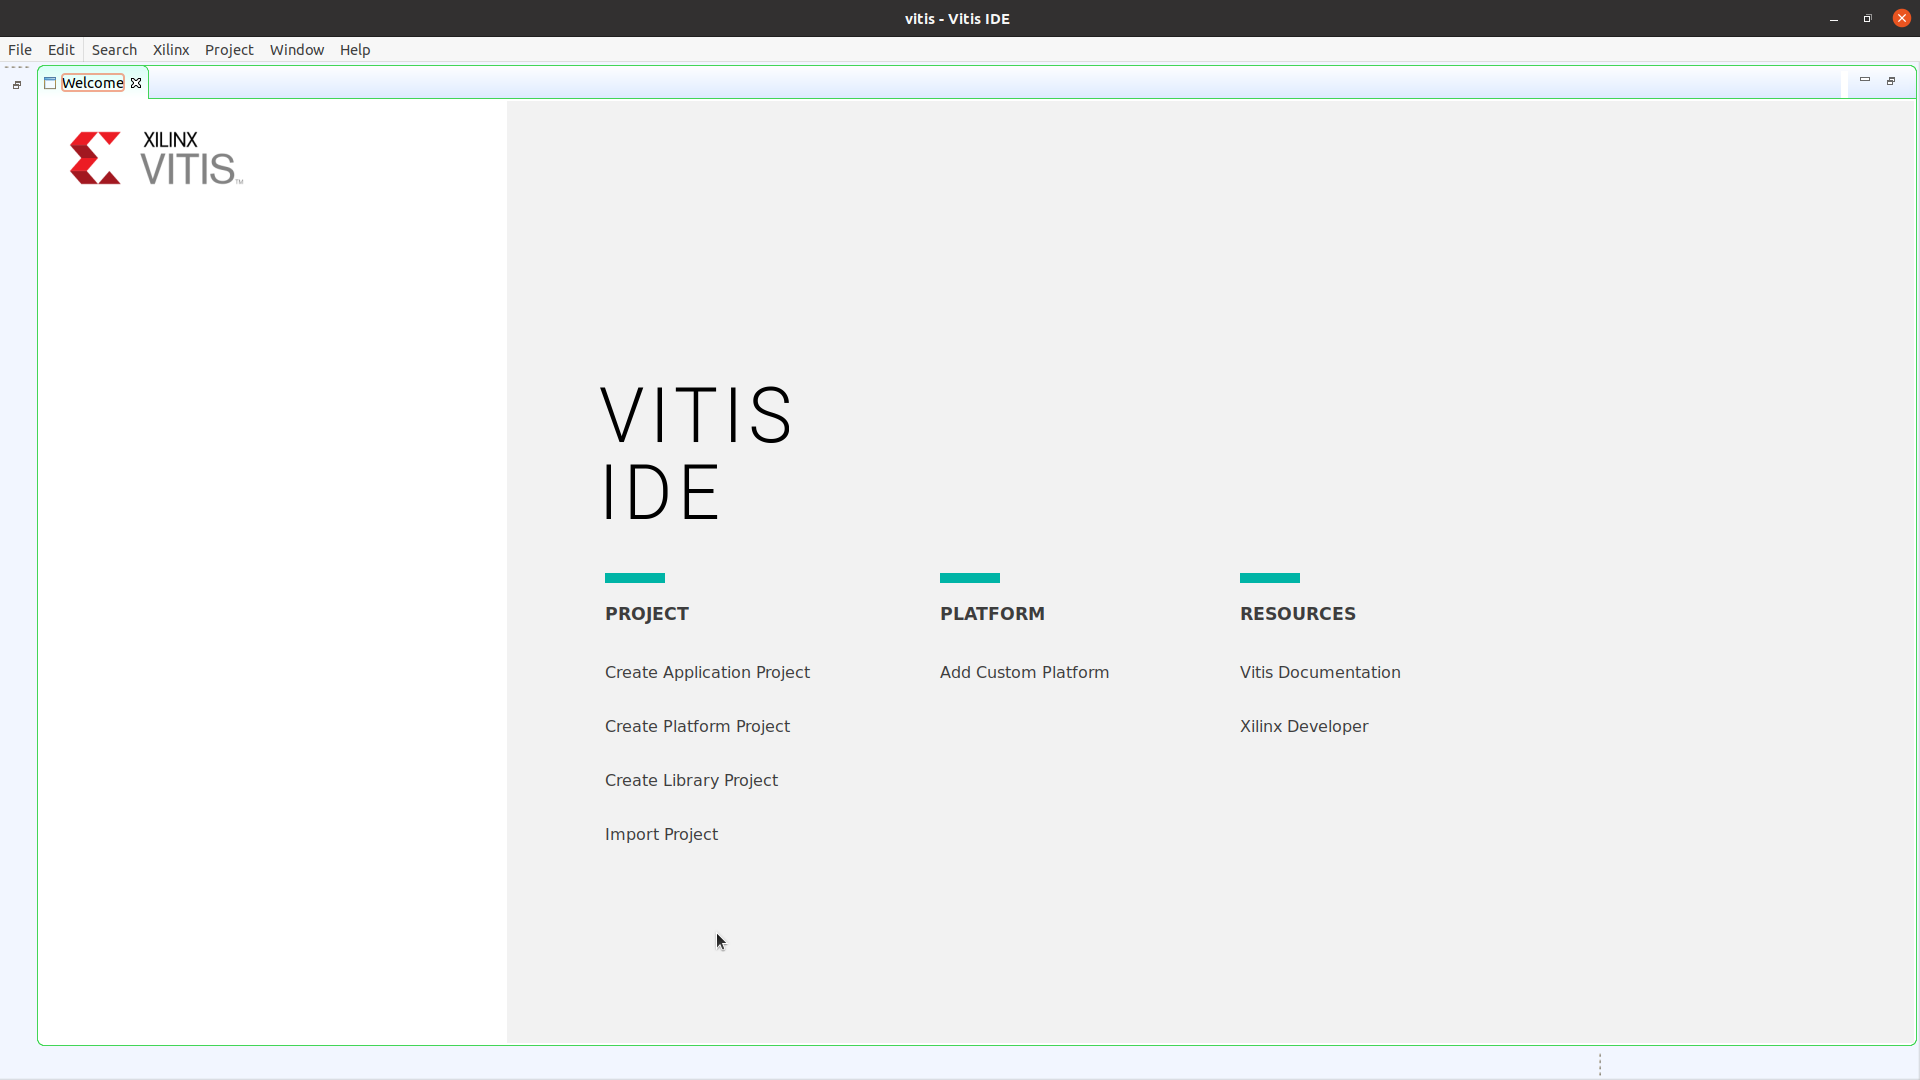 vitis - Vitis IDE
File Edit Search Xilinx Project Window Help
Welcome
XILINX
VITIS™
VITIS
IDE
PROJECT
Create Application Project
Create Platform Project
Create Library Project
Import Project
PLATFORM
Add Custom Platform
RESOURCES
Vitis Documentation
Xilinx Developer